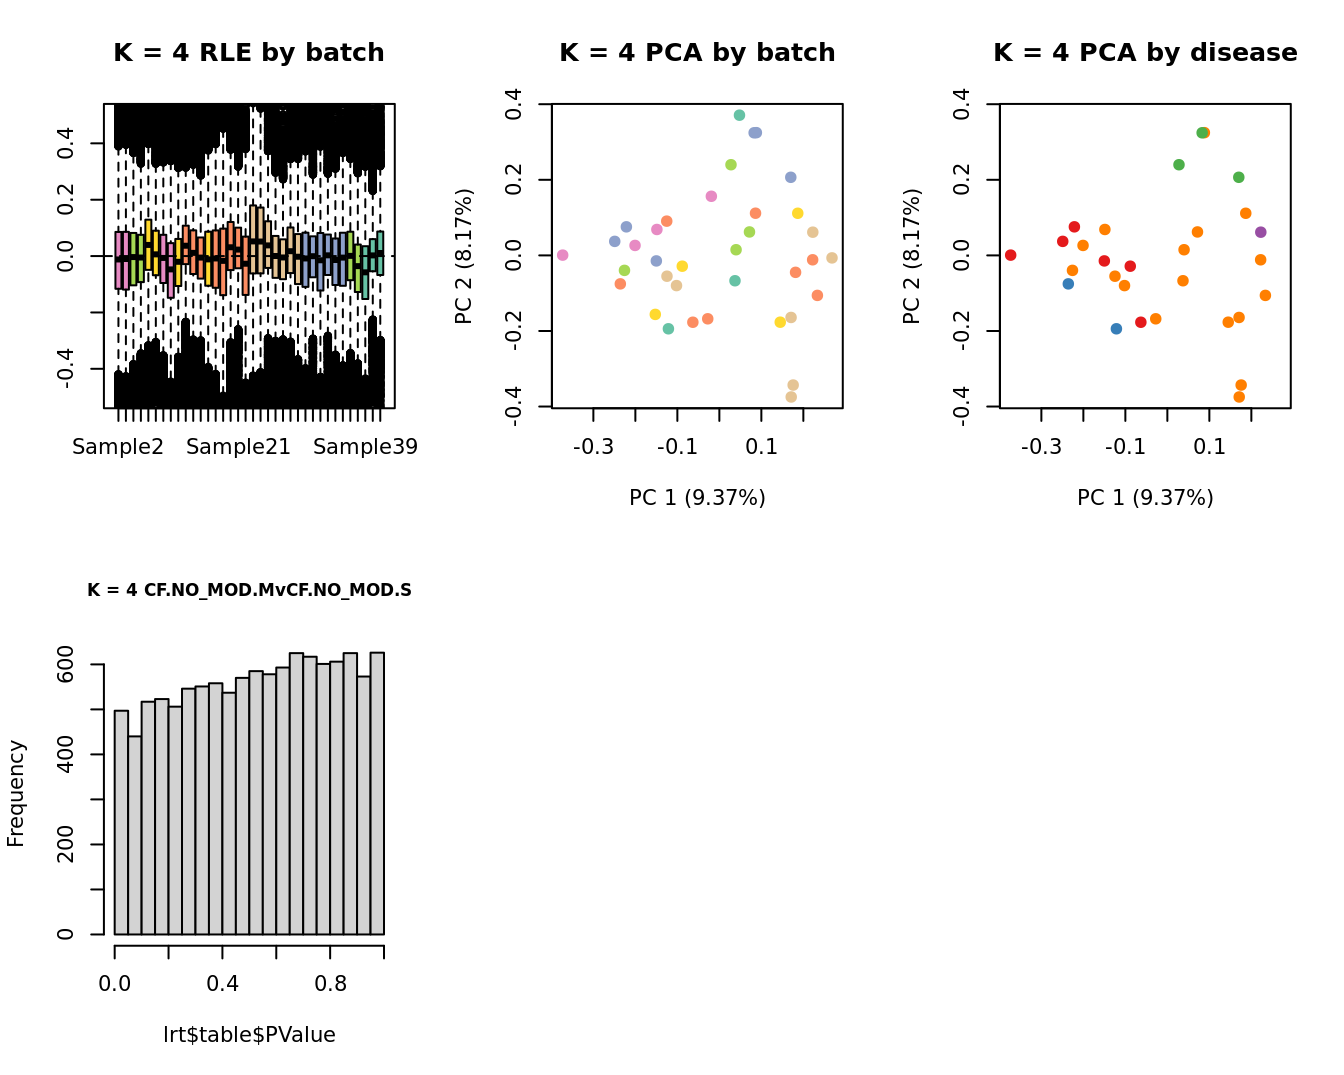 K = 4 RLE by batch
0.4
0.2
0.0
-0.4
Sample2 Sample21 Sample39
K = 4 PCA by batch
PC 2 (8.17%)
0.4
0.2
0.0
-0.2
-0.4
-0.3 -0.1 0.1
PC 1 (9.37%)
K = 4 PCA by disease
PC 2 (8.17%)
0.4
0.2
0.0
-0.2
-0.4
-0.3 -0.1 0.1
PC 1 (9.37%)
K = 4 CF.NO_MOD.MvCF.NO_MOD.S
Frequency
600
400
200
0
0.0 0.4 0.8
lrt$table$PValue